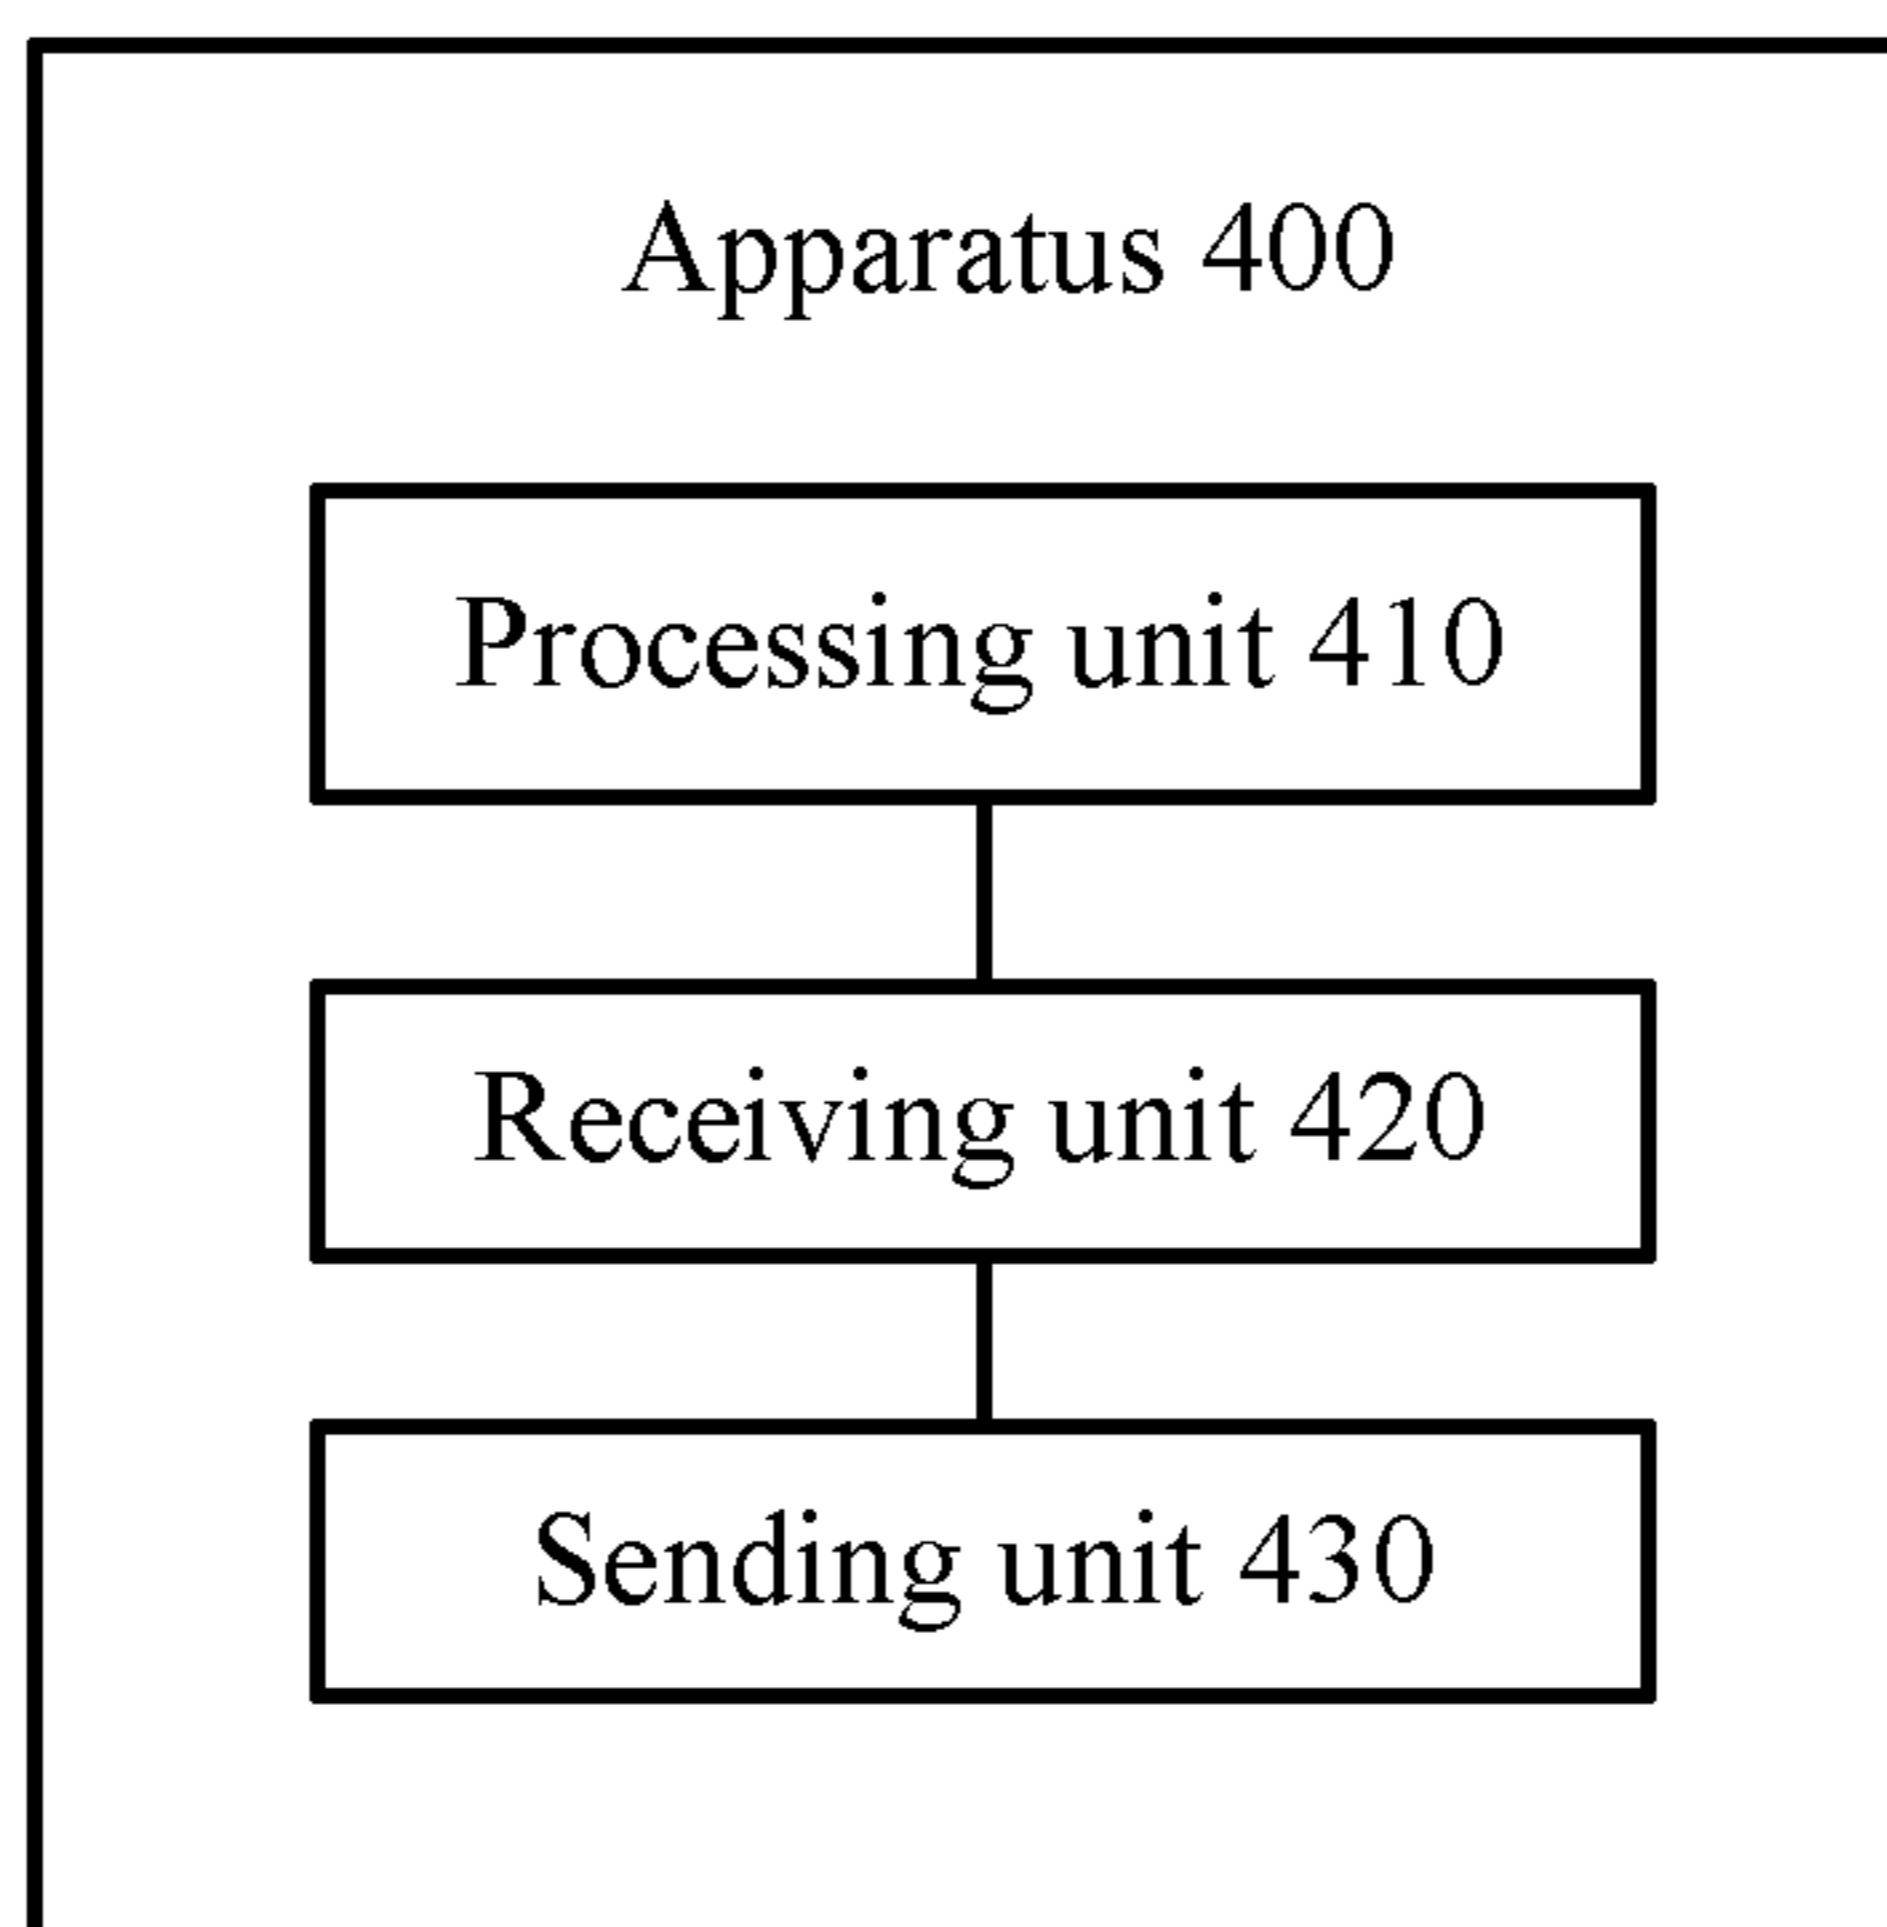 Apparatus 400
Processing unit 410
Receiving unit 420
Sending unit 430